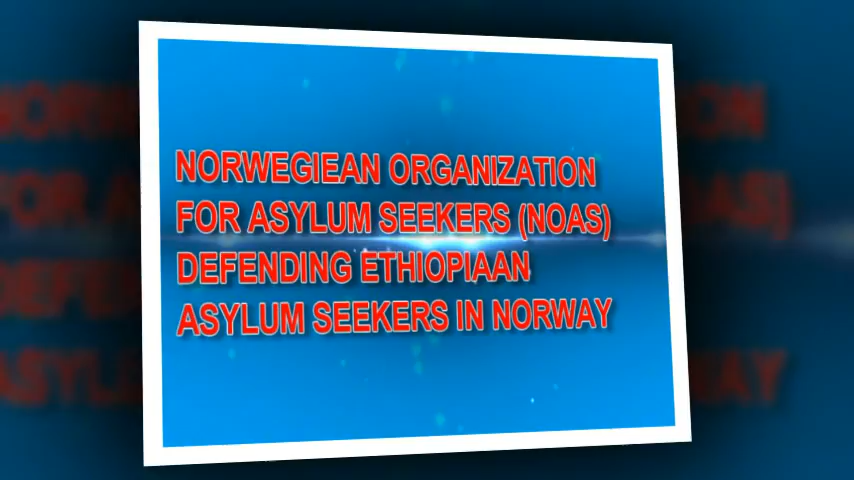 NORWEGIEAN ORGANIZATION
FOR ASYLUM SEEKERS (NOAS)
DEFENDING ETHIOPIAAN
ASYLUM SEEKERS IN NORWAY